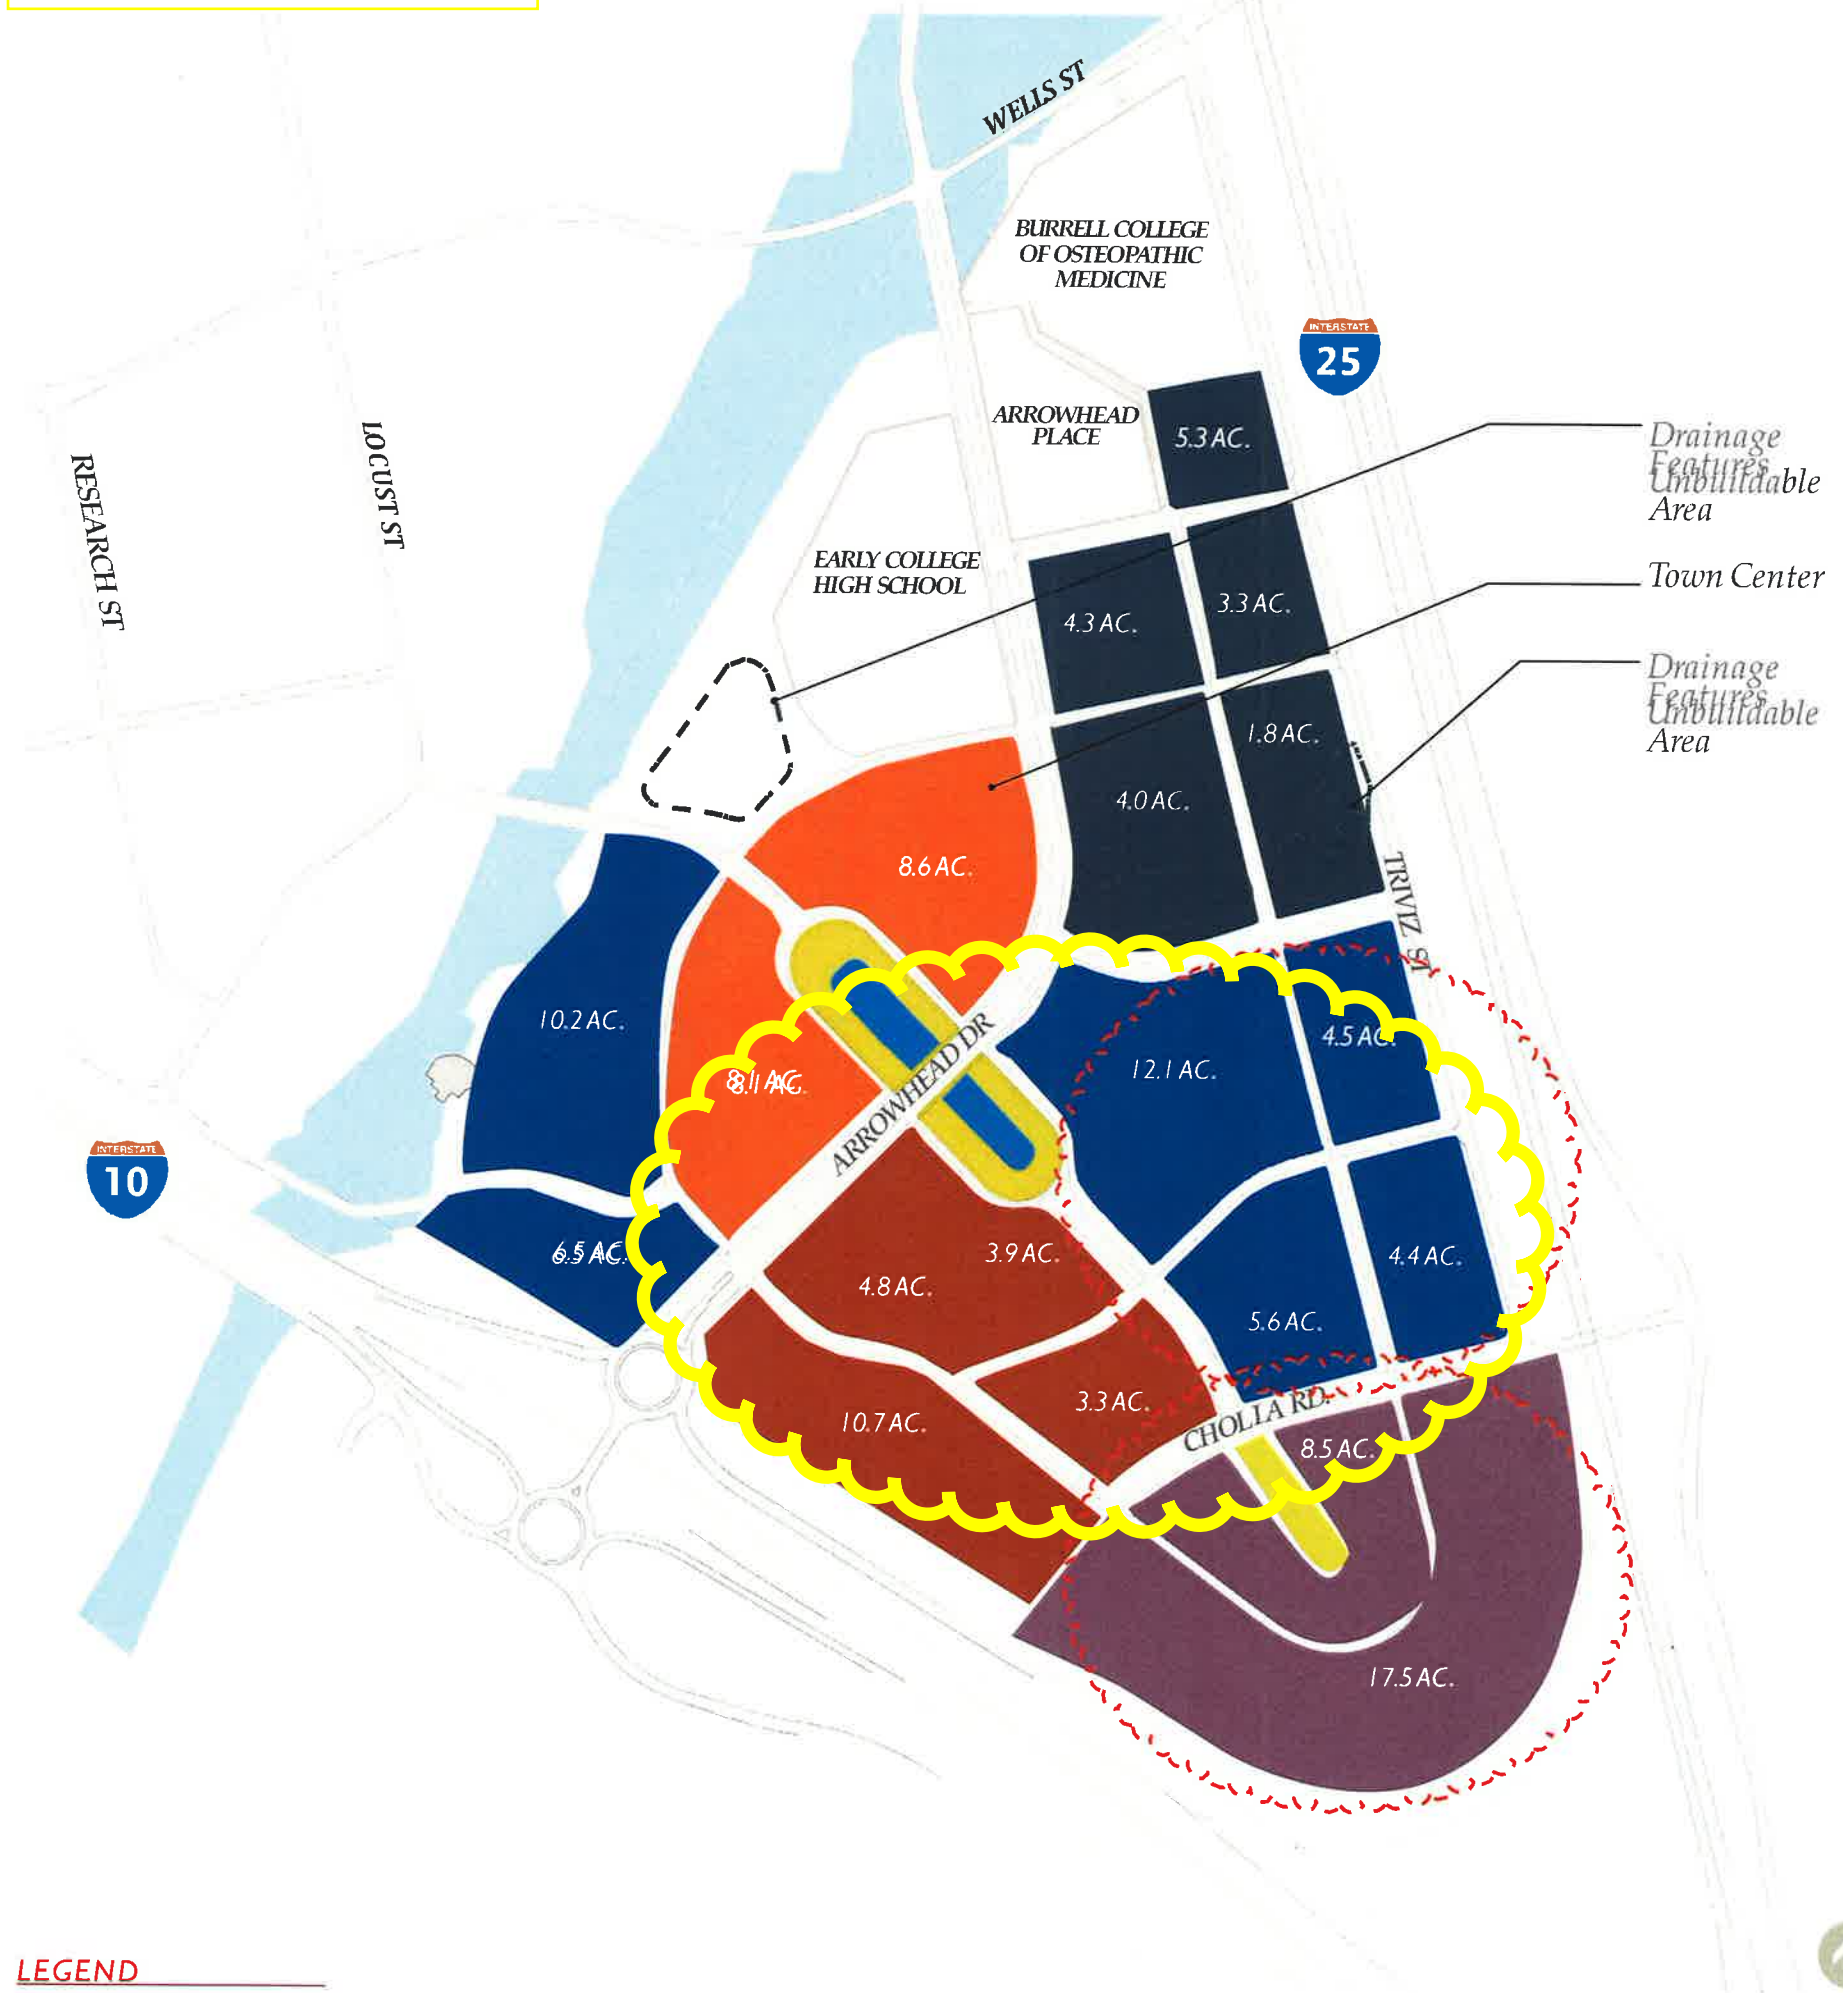 WELLS ST
BURRELL COLLEGE
OF OSTEOPATHIC
MEDICINE
INTERSTATE
25
ARROWHEAD
PLACE
5.3 AC.
Drainage
Features
Unbuildable
Area
LOCUST ST
RESEARCH ST
EARLY COLLEGE
HIGH SCHOOL
4.3 AC.
3.3 AC.
Town Center
Drainage
Features
Unbuildable
Area
1.8 AC.
4.0 AC.
8.6 AC.
TRIVIZ ST
10.2 AC.
8.1 AC.
ARROWHEAD DR
12.1 AC.
4.5 AC.
INTERSTATE
10
6.5 AC.
3.9 AC.
4.8 AC.
4.4 AC.
5.6 AC.
3.3 AC.
10.7 AC.
CHOLLA RD.
8.5 AC.
17.5 AC.
LEGEND